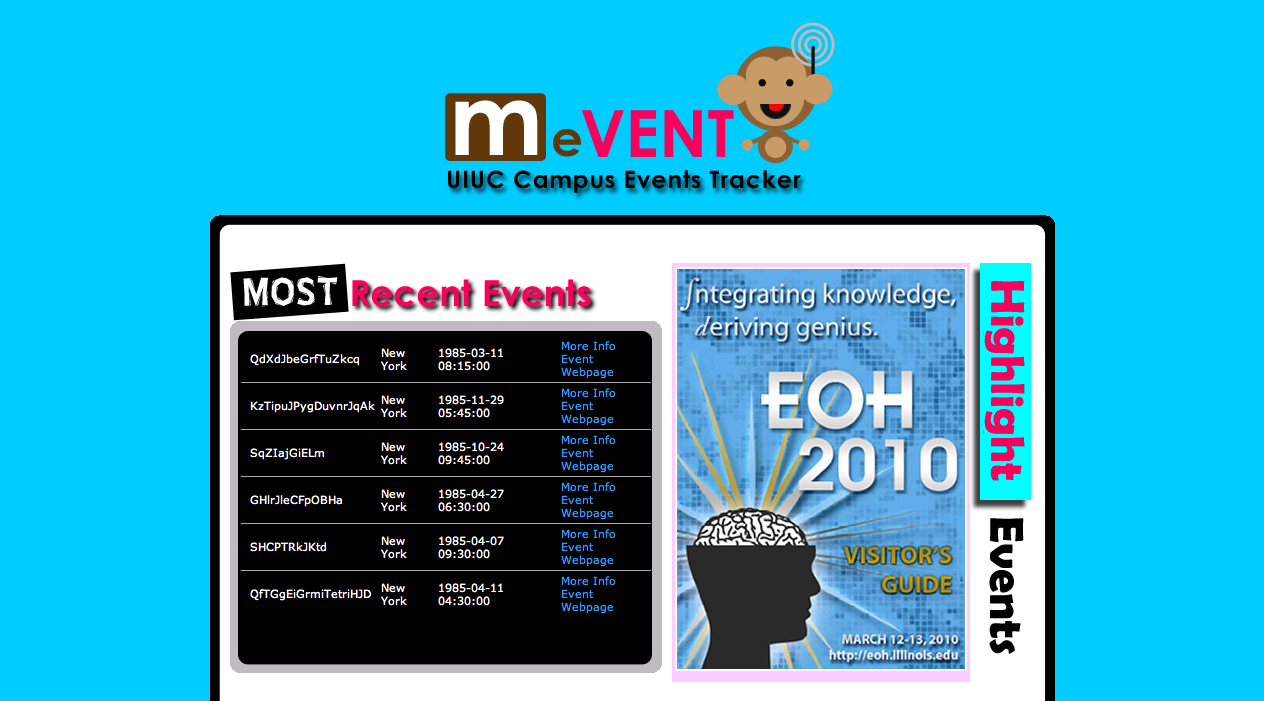 meVENT
UIUC Campus Events Tracker
MOST Recent Events
QdXdJbeGrfTuZkcq
New
York
1985-03-11
08:15:00
More Info
Event
Webpage
KzTipuJPygDuvnrJqAk
New
York
1985-11-29
05:45:00
More Info
Event
Webpage
SqZIajGiELm
New
York
1985-10-24
09:45:00
More Info
Event
Webpage
GHlrJleCFpOBHa
New
York
1985-04-27
06:30:00
More Info
Event
Webpage
SHCPTRkJKtd
New
York
1985-04-07
09:30:00
More Info
Event
Webpage
QfTGgEiGrmiTetriHJD
New
York
1985-04-11
04:30:00
More Info
Event
Webpage
∫ntegrating knowledge,
deriving genius.
EOH
2010
VISITOR'S
GUIDE
MARCH 12-13, 2010
http://eoh.illinois.edu
Highlight Events